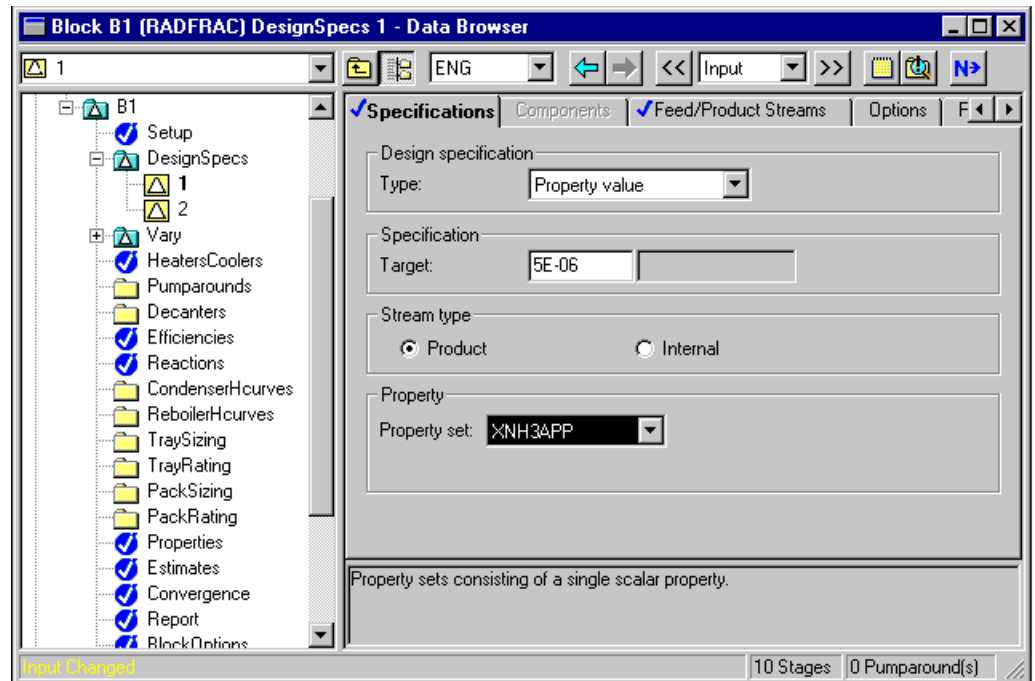 Block B1 (RADFRAC) DesignSpecs 1 - Data Browser
1 ENG << Input >> N
Specifications Components Feed/Product Streams Options F
B1
Setup
DesignSpecs
1
2
Vary
HeatersCoolers
Pumparounds
Decanters
Efficiencies
Reactions
CondenserHcurves
ReboilerHcurves
TraySizing
TrayRating
PackSizing
PackRating
Properties
Estimates
Convergence
Report
BlockOptions
Design specification
Type: Property value
Specification
Target: 5E-06
Stream type
Product Internal
Property
Property set: XNH3APP
Property sets consisting of a single scalar property.
Input Changed 10 Stages 0 Pumparound(s)